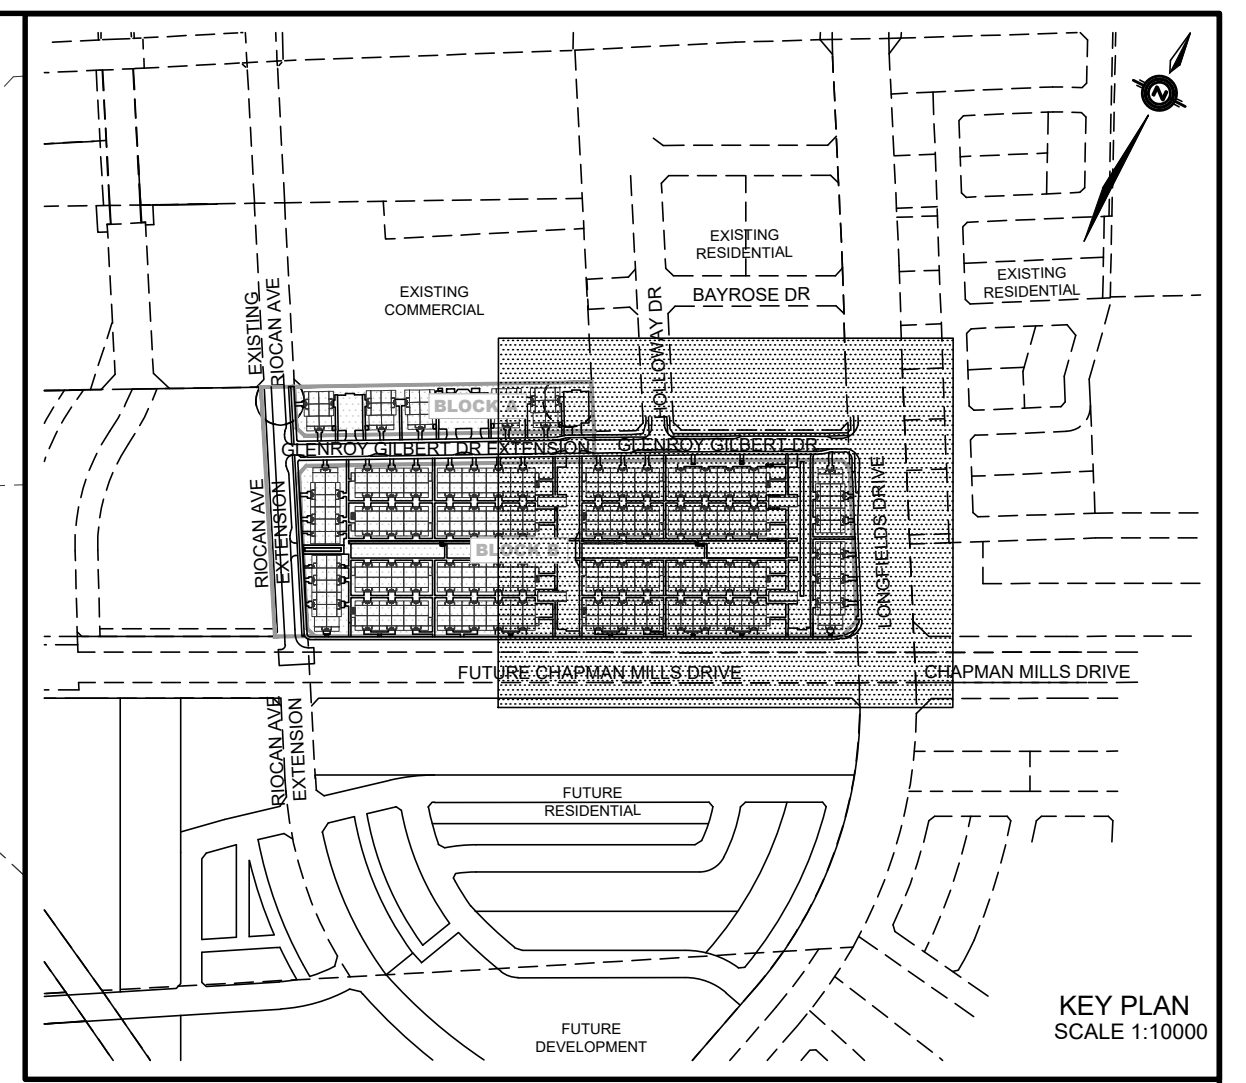 N
EXISTING
RESIDENTIAL
EXISTING
RESIDENTIAL
EXISTING
COMMERCIAL
BAYROSE DR
EXISTING
RIOCAN AVE
HOLLOWAY DR
BLOCK A
GLENROY GILBERT DR EXTENSION
GLENROY GILBERT DR
RIOCAN AVE
EXTENSION
BLOCK B
LONGFIELDS DRIVE
FUTURE CHAPMAN MILLS DRIVE
CHAPMAN MILLS DRIVE
RIOCAN AVE
EXTENSION
FUTURE
RESIDENTIAL
FUTURE
DEVELOPMENT
KEY PLAN
SCALE 1:10000